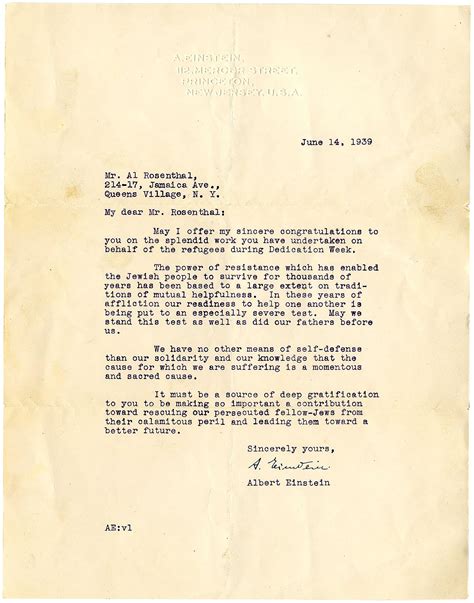 A. EINSTEIN,
112, MERCER STREET,
PRINCETON,
NEW JERSEY, U.S.A.
June 14, 1939
Mr. Al Rosenthal,
214-17, Jamaica Ave.,
Queens Village, N. Y.
My dear Mr. Rosenthal:
May I offer my sincere congratulations to
you on the splendid work you have undertaken on
behalf of the refugees during Dedication Week.
The power of resistance which has enabled
the Jewish people to survive for thousands of
years has been based to a large extent on tradi-
tions of mutual helpfulness. In these years of
affliction our readiness to help one another is
being put to an especially severe test. May we
stand this test as well as did our fathers before
us.
We have no other means of self-defense
than our solidarity and our knowledge that the
cause for which we are suffering is a momentous
and sacred cause.
It must be a source of deep gratification
to you to be making so important a contribution
toward rescuing our persecuted fellow-Jews from
their calamitous peril and leading them toward a
better future.
Sincerely yours,
A. Einstein
Albert Einstein
AE:vl